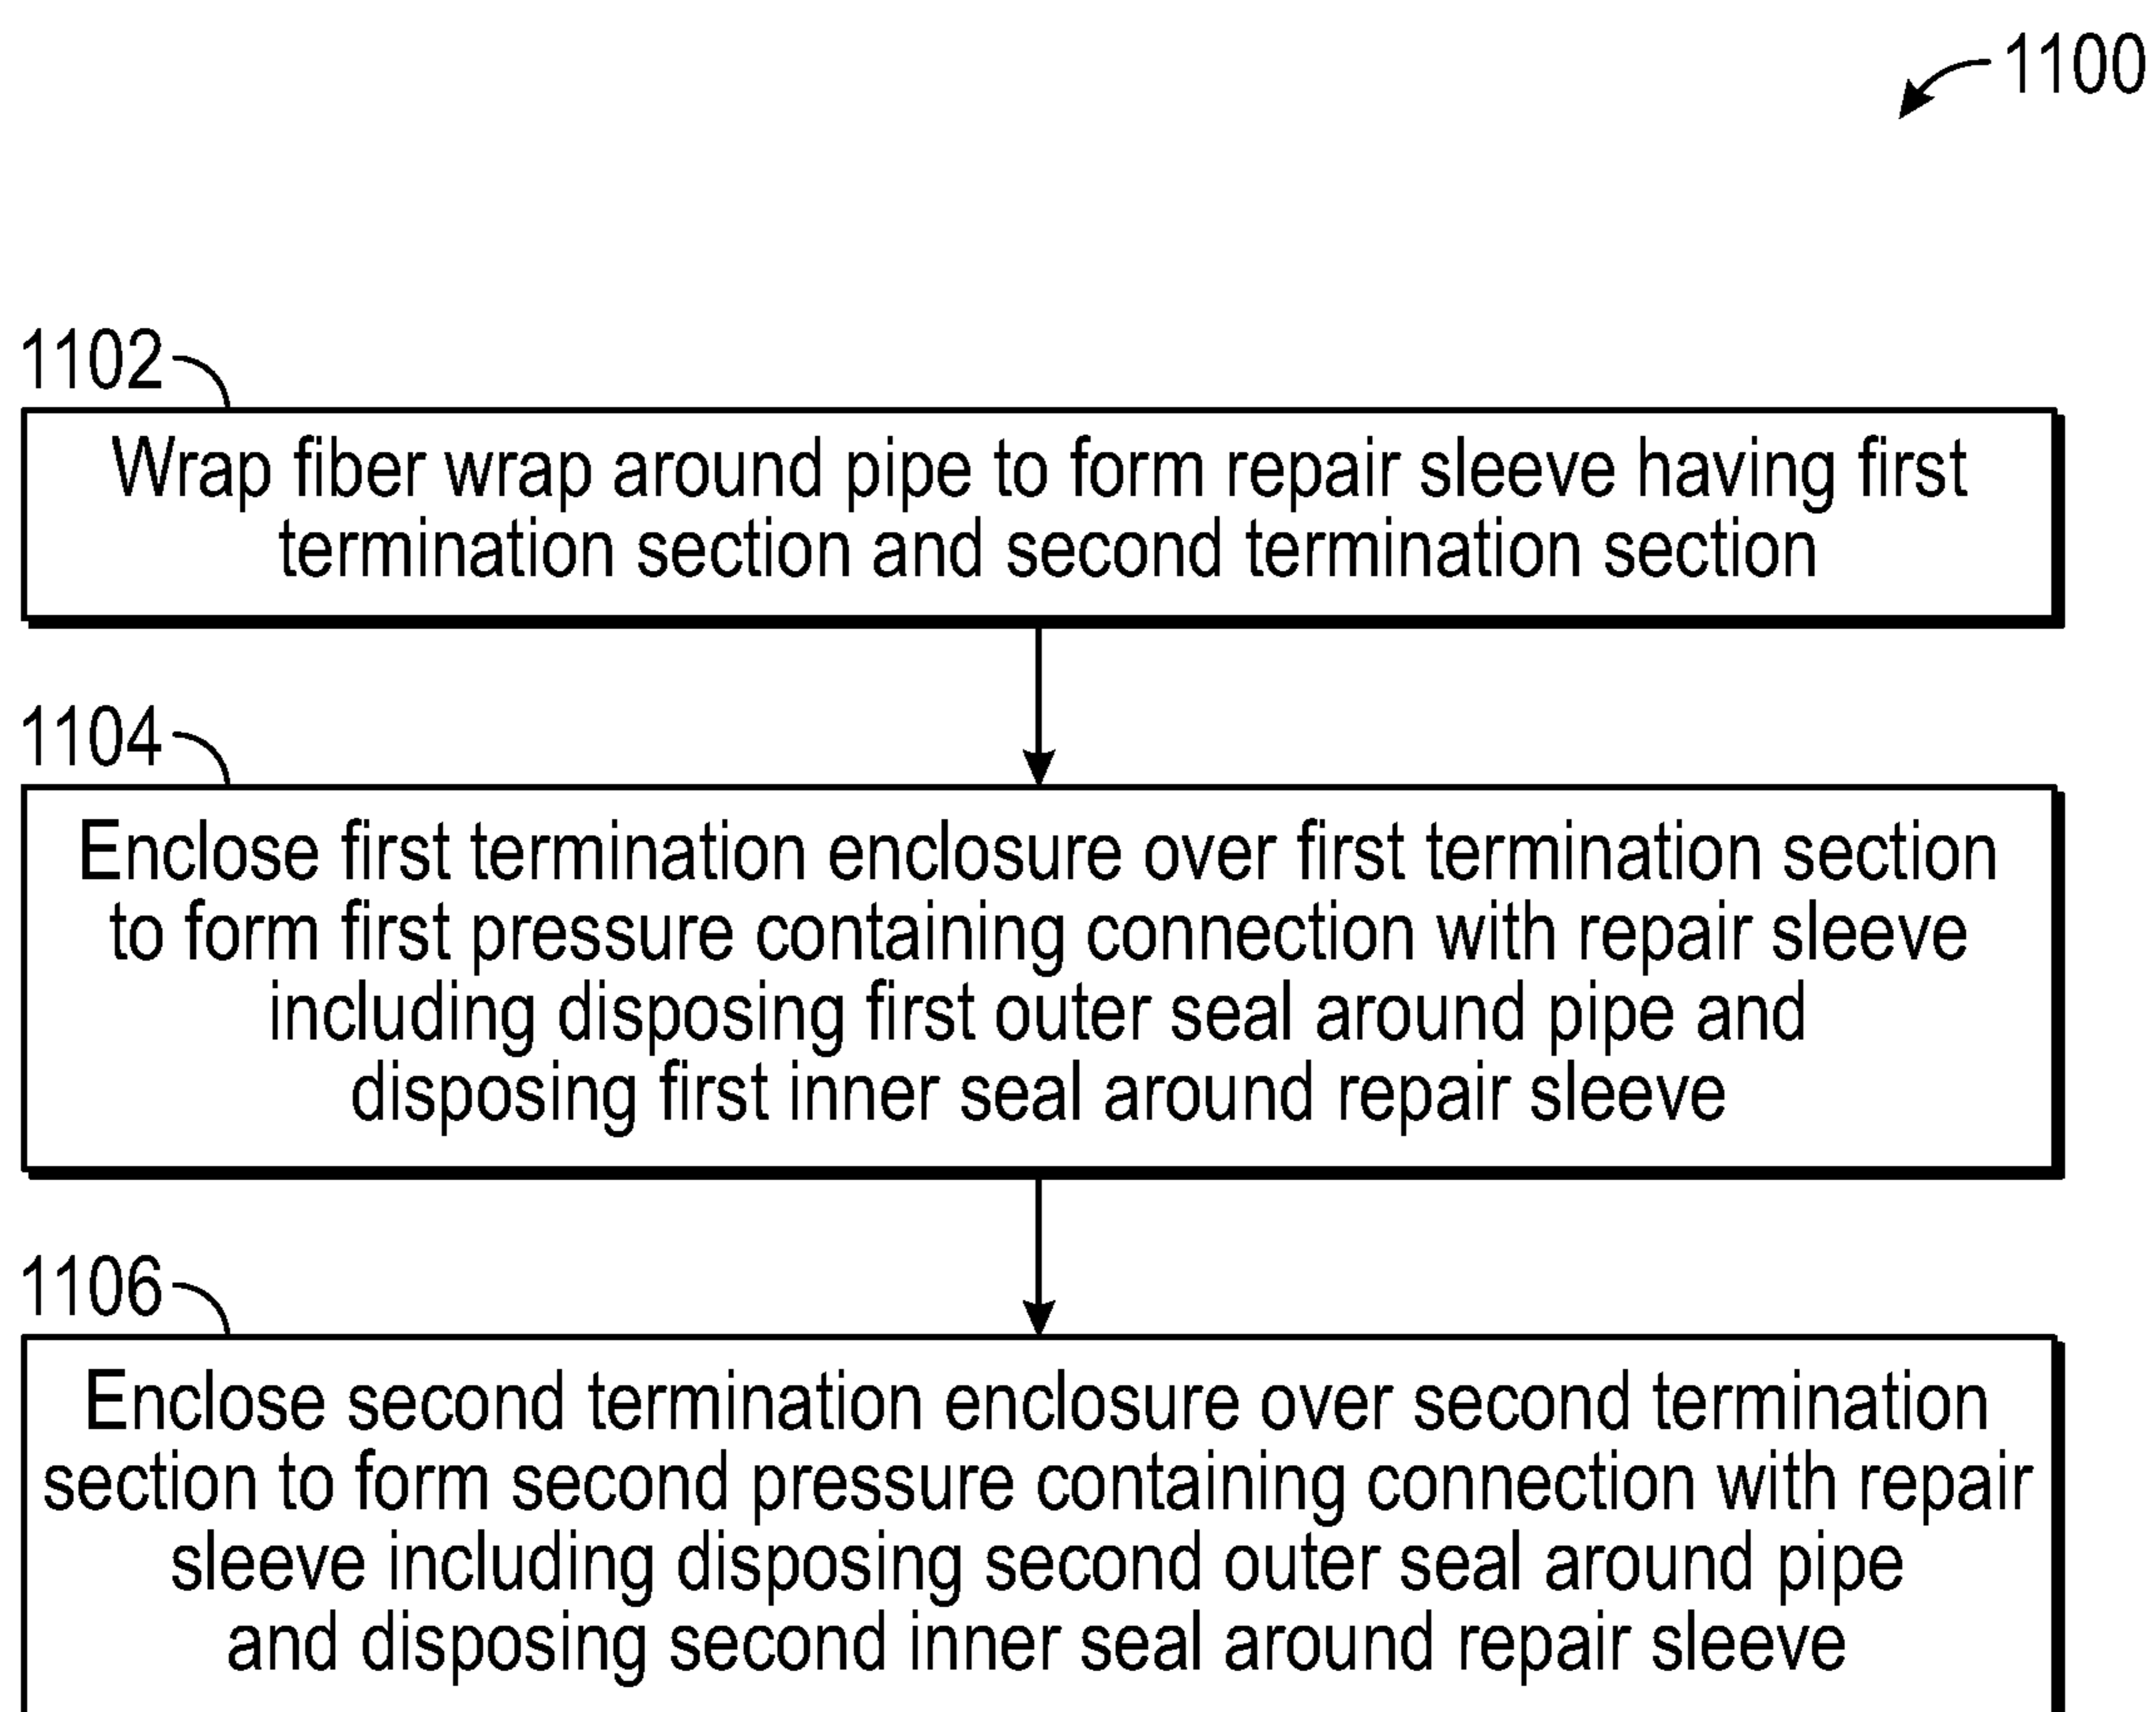 1100
1102
Wrap fiber wrap around pipe to form repair sleeve having first
termination section and second termination section
1104
Enclose first termination enclosure over first termination section
to form first pressure containing connection with repair sleeve
including disposing first outer seal around pipe and
disposing first inner seal around repair sleeve
1106
Enclose second termination enclosure over second termination
section to form second pressure containing connection with repair
sleeve including disposing second outer seal around pipe
and disposing second inner seal around repair sleeve